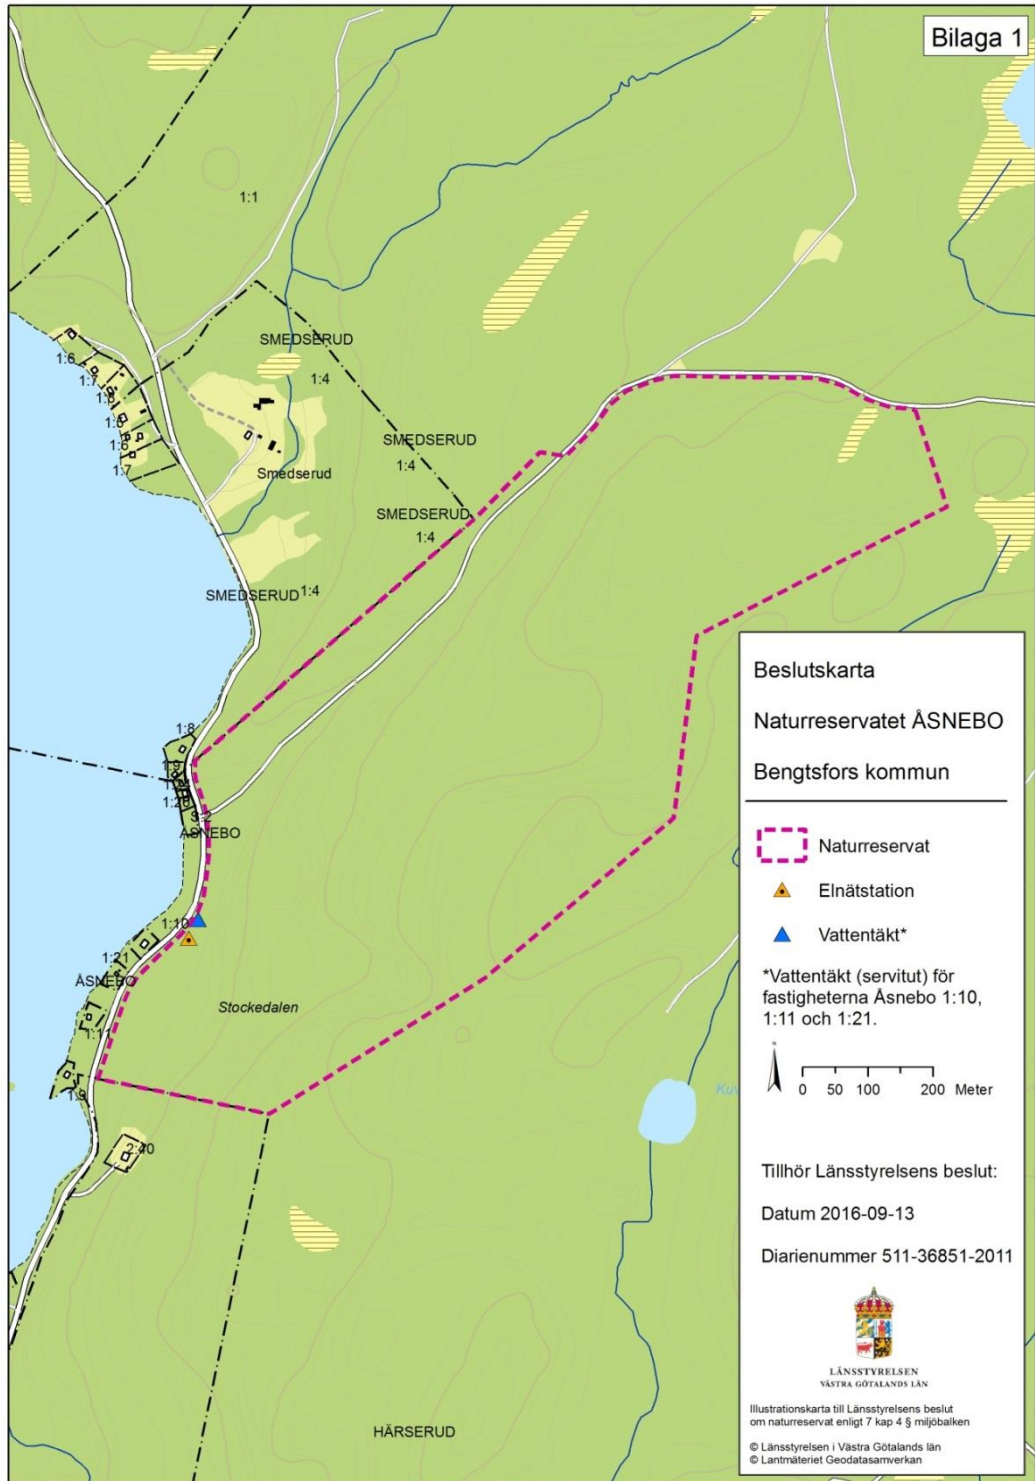 Bilaga 1
1:1
SMEDSERUD
1:4
1:6
1:7
1:6
1:7
SMEDSERUD
1:4
Smedserud
SMEDSERUD
1:4
SMEDSERUD 1:4
1:8
1:9
1:26
S:2
ÅSNEBO
1:10
1:21
ÅSNEBO
Stockedalen
1:11
1:9
2:40
HÄRSERUD
Beslutskarta
Naturreservatet ÅSNEBO
Bengtsfors kommun
Naturreservat
Elnätstation
Vattentäkt*
*Vattentäkt (servitut) för
fastigheterna Åsnebo 1:10,
1:11 och 1:21.
N
0 50 100 200 Meter
Tillhör Länsstyrelsens beslut:
Datum 2016-09-13
Diarienummer 511-36851-2011
LÄNSSTYRELSEN
VÄSTRA GÖTALANDS LÄN
Illustrationskarta till Länsstyrelsens beslut
om naturreservat enligt 7 kap 4 § miljöbalken
© Länsstyrelsen i Västra Götalands län
© Lantmäteriet Geodatasamverkan